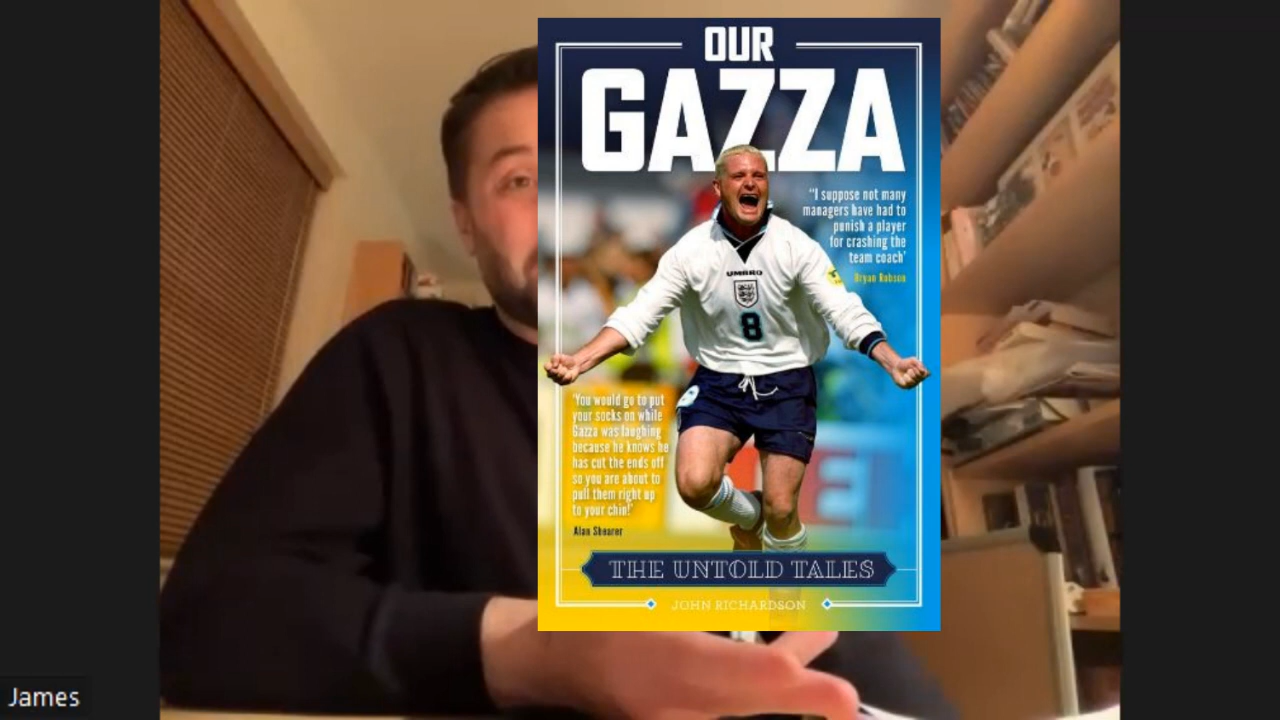 OUR
GAZZA
"I suppose not many
managers have had to
punish a player
for crashing the
team coach'
Bryan Robson
UMBRO
8
'You would go to put
your socks on while
Gazza was laughing
because he knows he
has cut the ends off
so you are about to
pull them right up
to your chin!'
Alan Shearer
THE UNTOLD TALES
JOHN RICHARDSON
James